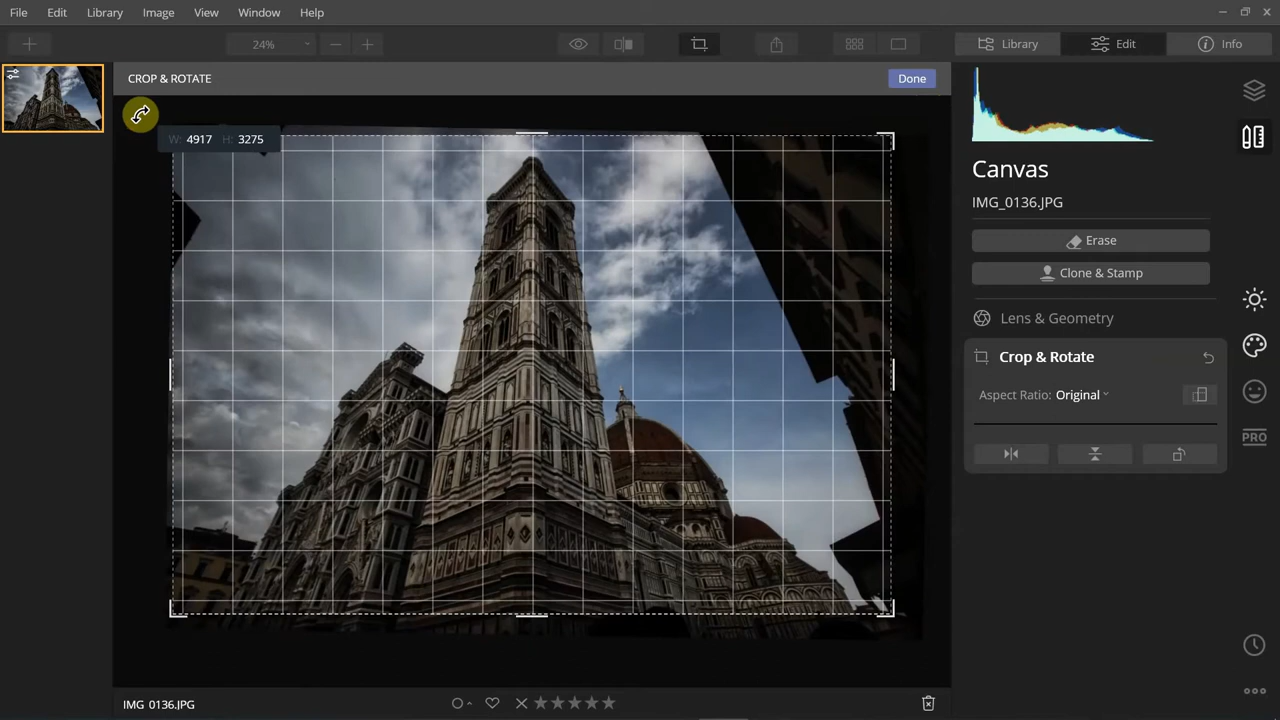 File Edit Library Image View Window Help
24% Library Edit Info
CROP & ROTATE Done
W: 4917 H: 3275
Canvas
IMG_0136.JPG
Erase
Clone & Stamp
Lens & Geometry
Crop & Rotate
Aspect Ratio: Original
PRO
IMG_0136.JPG